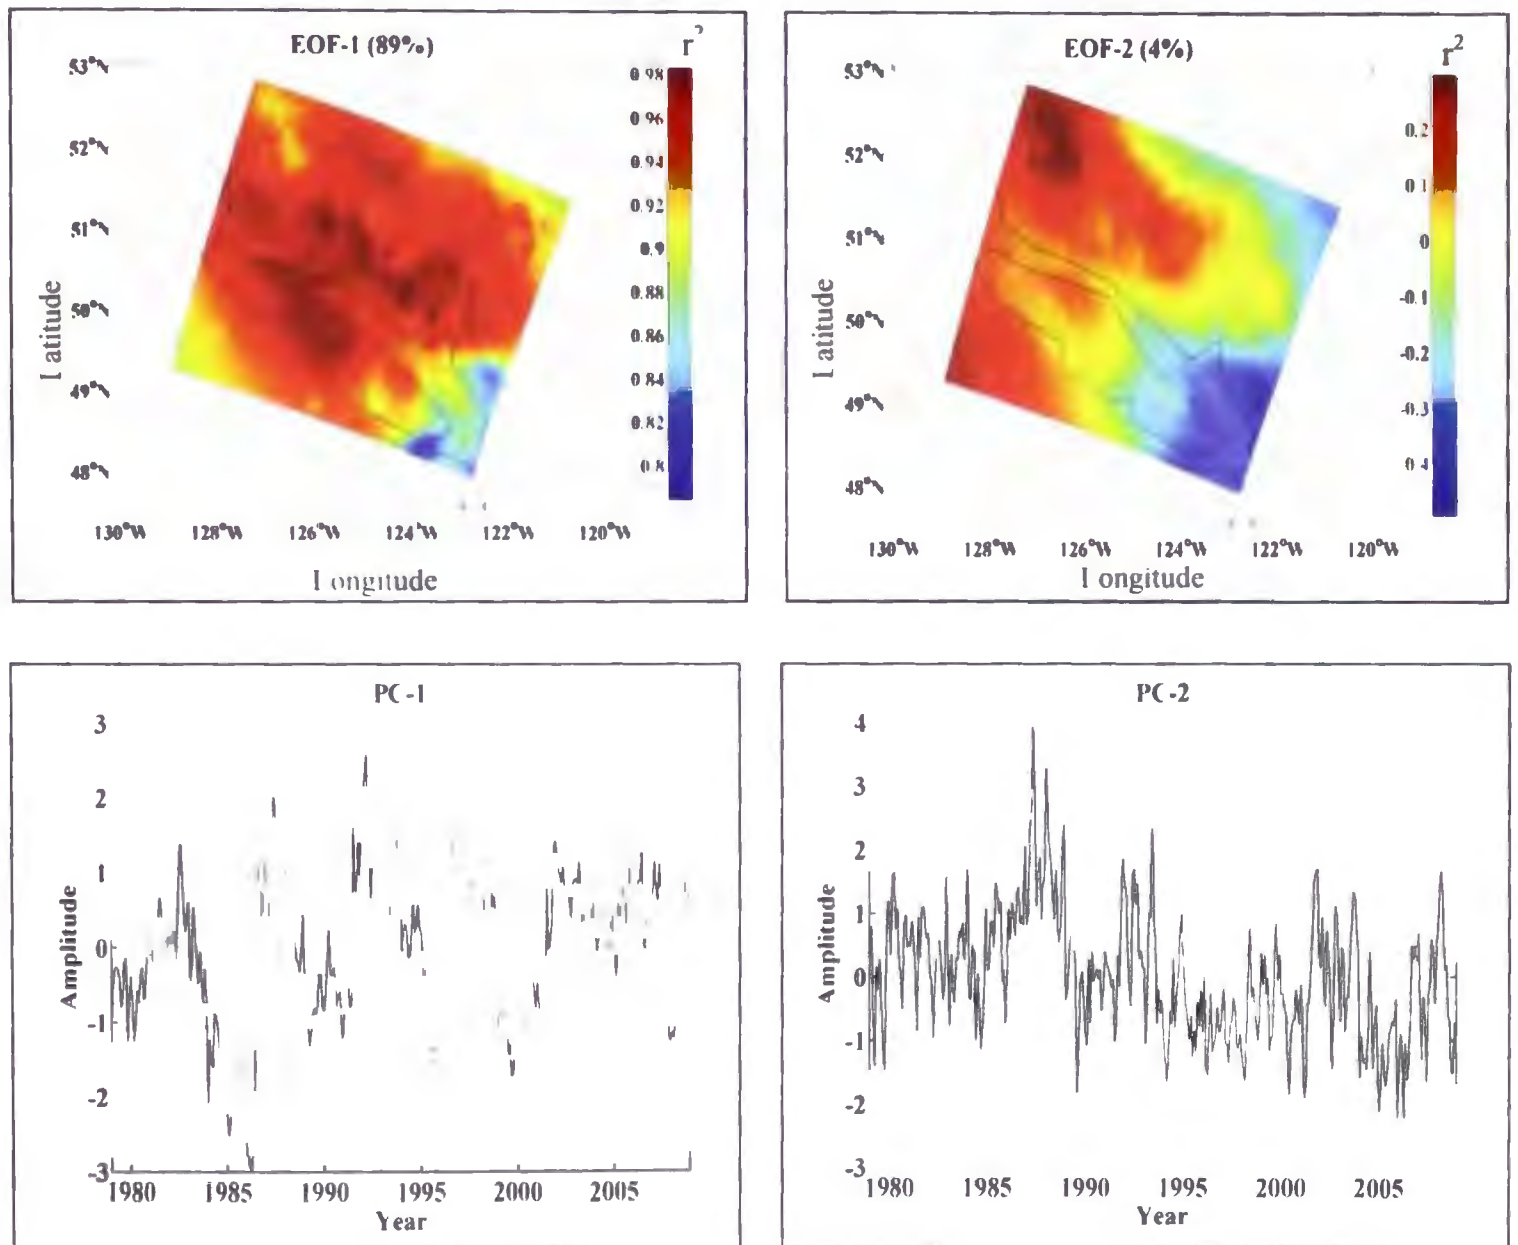 EOF-1 (89%)
r²
53°N
52°N
51°N
50°N
49°N
48°N
Latitude
0.98
0.96
0.94
0.92
0.9
0.88
0.86
0.84
0.82
0.8
130°W 128°W 126°W 124°W 122°W 120°W
Longitude
EOF-2 (4%)
r²
53°N
52°N
51°N
50°N
49°N
48°N
Latitude
0.2
0.1
0
-0.1
-0.2
-0.3
0.4
130°W 128°W 126°W 124°W 122°W 120°W
Longitude
PC-1
3
2
1
0
-1
-2
-3
Amplitude
1980 1985 1990 1995 2000 2005
Year
PC-2
4
3
2
1
0
-1
-2
-3
Amplitude
1980 1985 1990 1995 2000 2005
Year